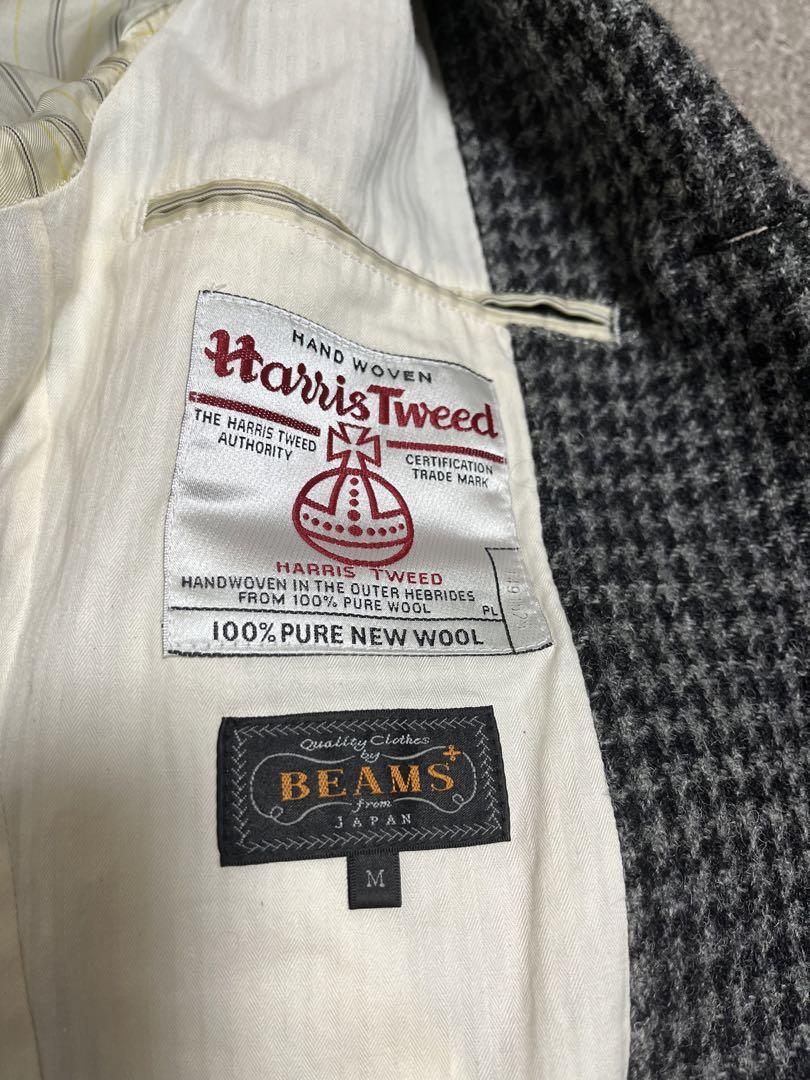 HAND WOVEN
Harris Tweed
THE HARRIS TWEED
AUTHORITY
CERTIFICATION
TRADE MARK
HARRIS TWEED
HANDWOVEN IN THE OUTER HEBRIDES
FROM 100% PURE WOOL
PL
100% PURE NEW WOOL
Quality Clothes
by
BEAMS+
from
JAPAN
M